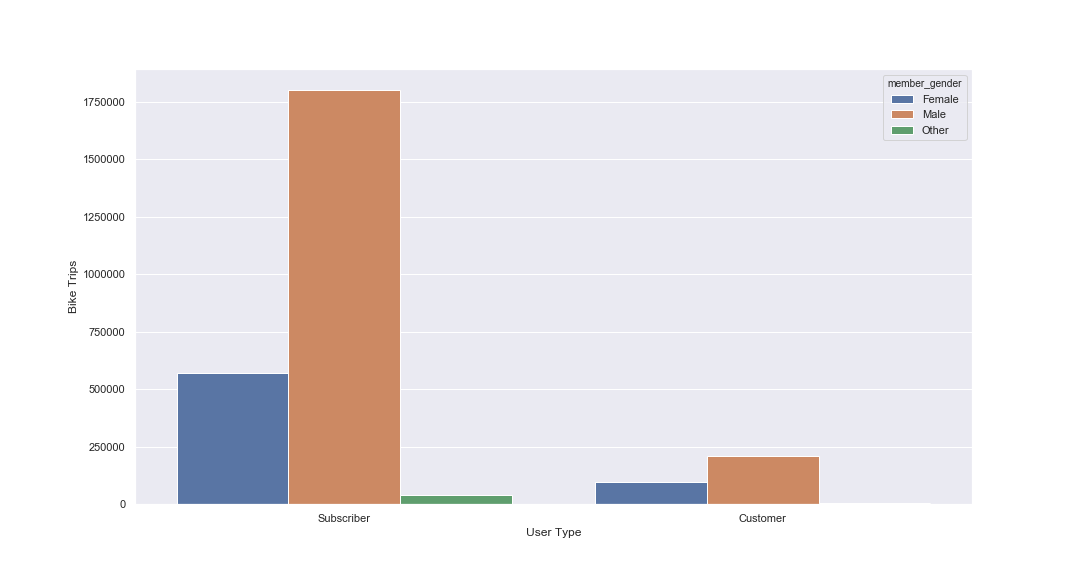 member_gender
Female
Male
Other
1750000
1500000
1250000
1000000
750000
500000
250000
0
Bike Trips
Subscriber
Customer
User Type